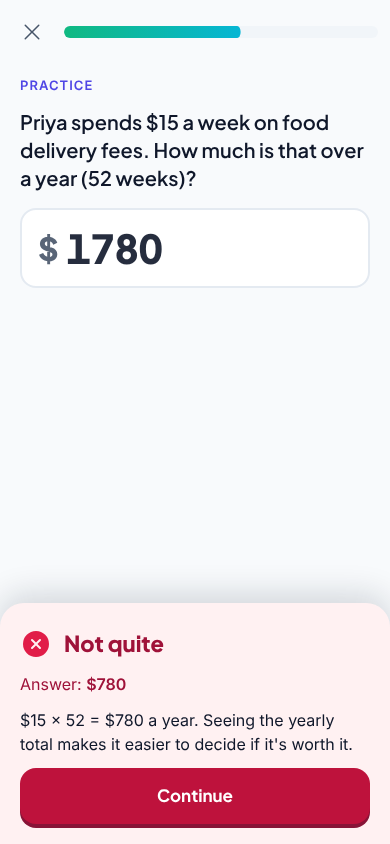 PRACTICE
Priya spends $15 a week on food
delivery fees. How much is that over
a year (52 weeks)?
$ 1780
Not quite
Answer: $780
$15 × 52 = $780 a year. Seeing the yearly
total makes it easier to decide if it's worth it.
Continue